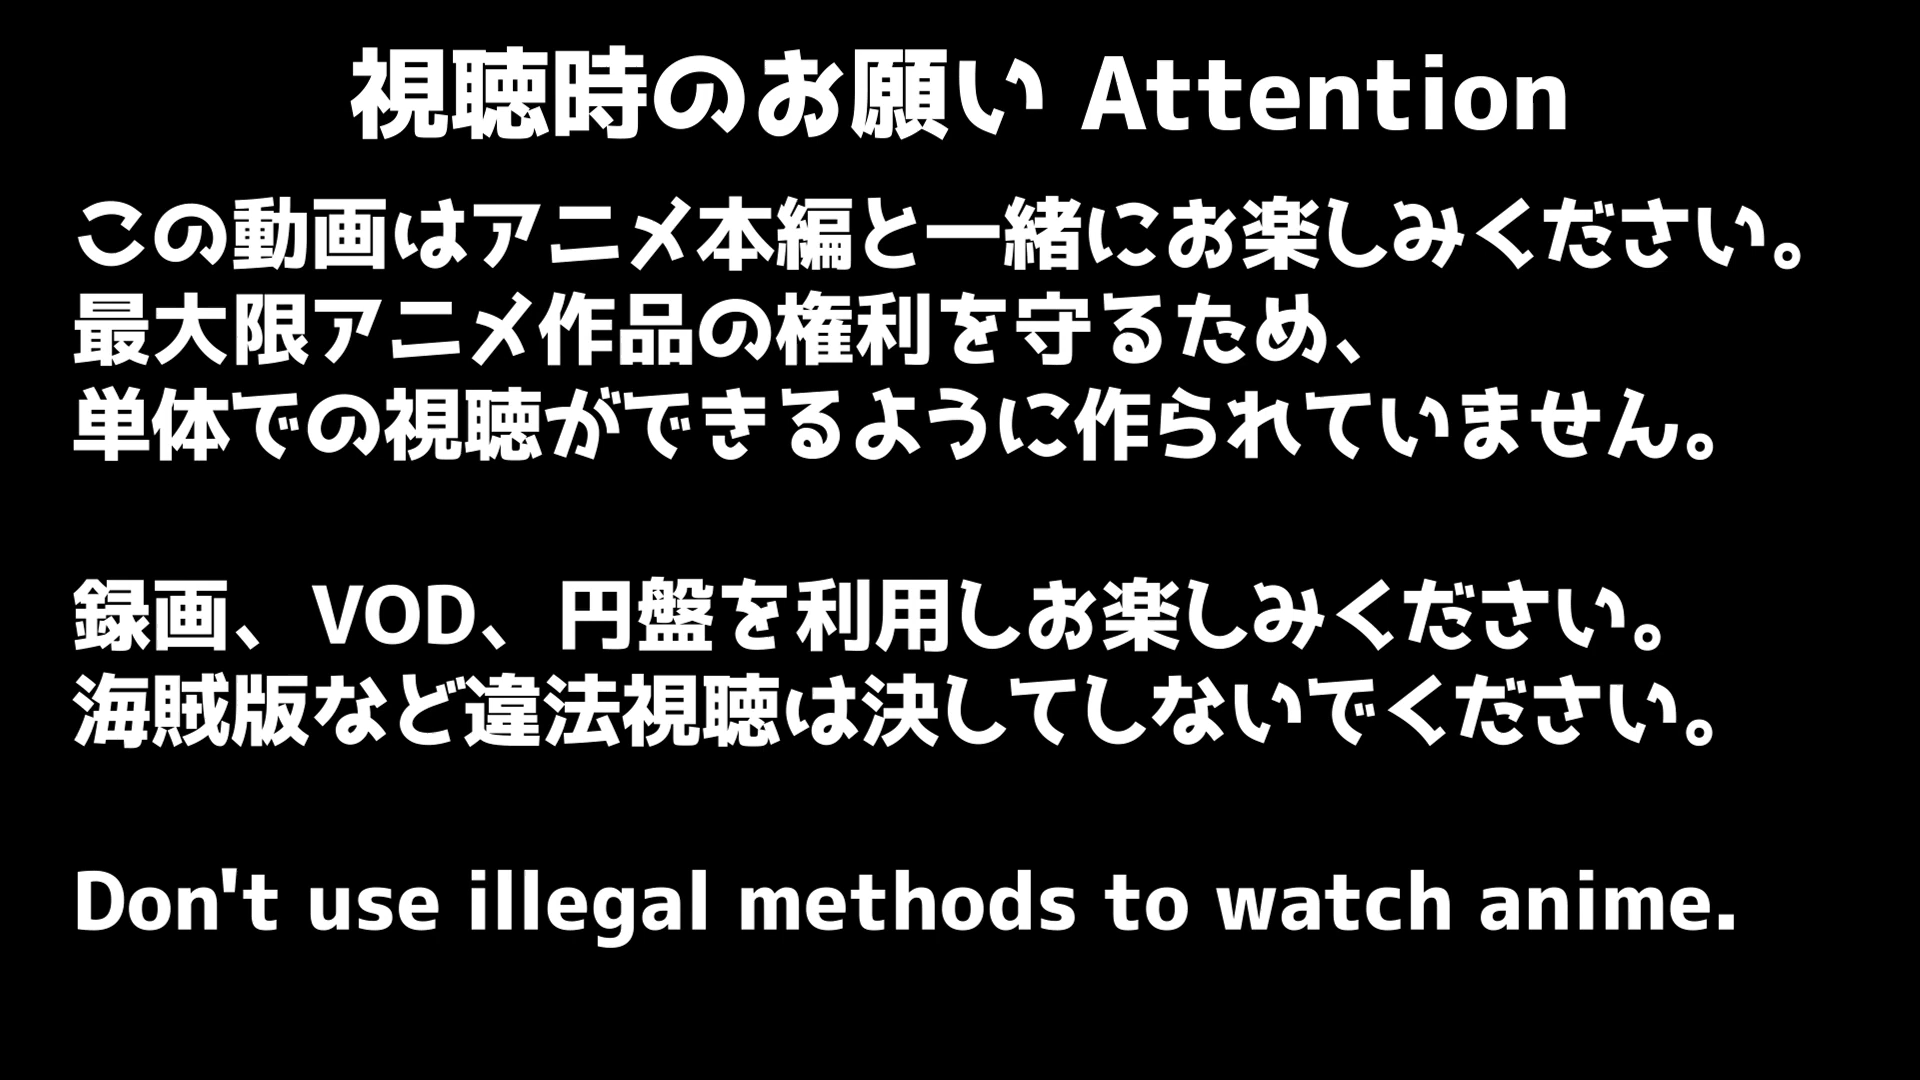 視聴時のお願い Attention
この動画はアニメ本編と一緒にお楽しみください。
最大限アニメ作品の権利を守るため、
単体での視聴ができるように作られていません。
録画、VOD、円盤を利用しお楽しみください。
海賊版など違法視聴は決してしないでください。
Don't use illegal methods to watch anime.